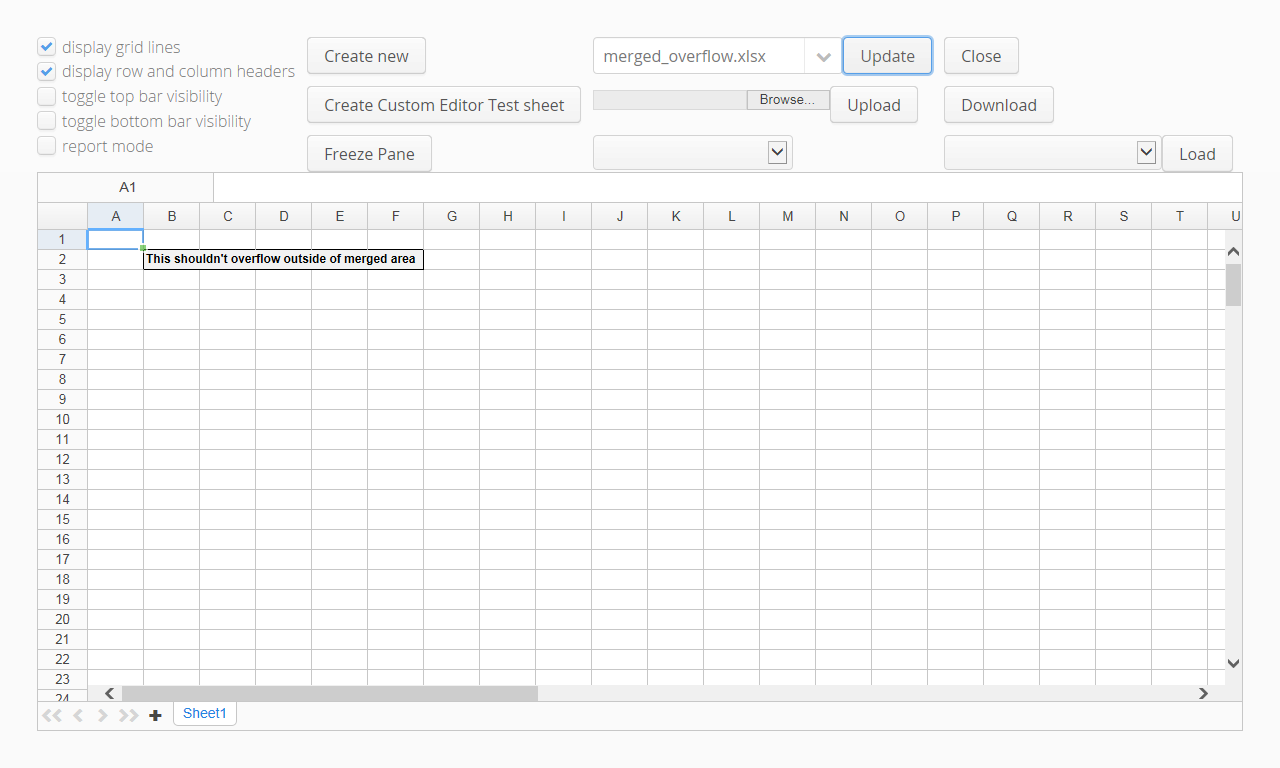 display grid lines
display row and column headers
toggle top bar visibility
toggle bottom bar visibility
report mode
Create new
merged_overflow.xlsx
Update
Close
Create Custom Editor Test sheet
Browse...
Upload
Download
Freeze Pane
Load
A1
A B C D E F G H I J K L M N O P Q R S T U
1
2 This shouldn't overflow outside of merged area
3
4
5
6
7
8
9
10
11
12
13
14
15
16
17
18
19
20
21
22
23
24
Sheet1